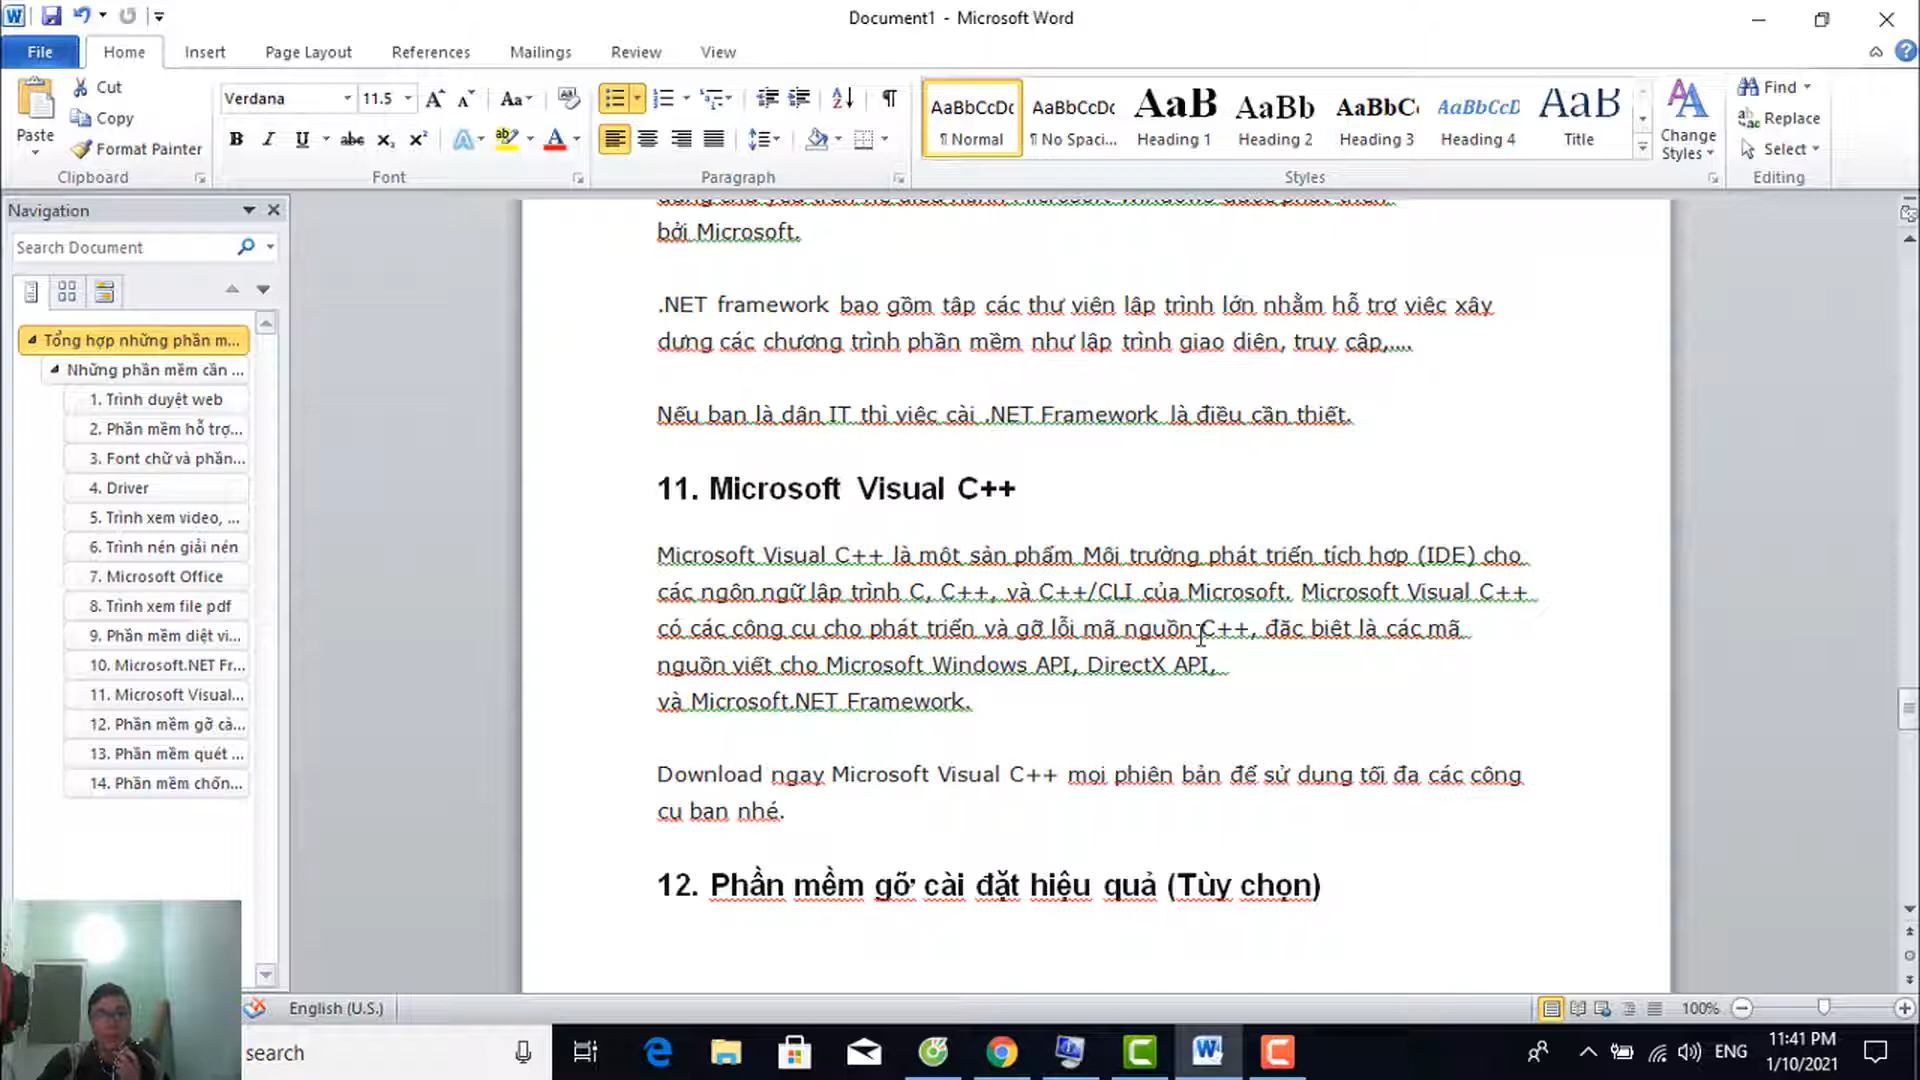 Document1 - Microsoft Word
File
Home
Insert
Page Layout
References
Mailings
Review
View
Paste
Cut
Copy
Format Painter
Clipboard
Verdana
11.5
Font
Paragraph
AaBbCcDc
¶ Normal
AaBbCcDc
¶ No Spaci...
AaB
Heading 1
AaBb
Heading 2
AaBbCc
Heading 3
AaBbCcD
Heading 4
AaB
Title
Styles
Change
Styles
Find
Replace
Select
Editing
Navigation
Search Document
Tổng hợp những phần m...
Những phần mềm cần ...
1. Trình duyệt web
2. Phần mềm hỗ trợ...
3. Font chữ và phần...
4. Driver
5. Trình xem video, ...
6. Trình nén giải nén
7. Microsoft Office
8. Trình xem file pdf
9. Phần mềm diệt vi...
10. Microsoft.NET Fr...
11. Microsoft Visual...
12. Phần mềm gỡ cà...
13. Phần mềm quét ...
14. Phần mềm chốn...
bởi Microsoft.
.NET framework bao gồm tập các thư viện lập trình lớn nhằm hỗ trợ việc xây
dựng các chương trình phần mềm như lập trình giao diện, truy cập,...
Nếu bạn là dân IT thì việc cài .NET Framework là điều cần thiết.
11. Microsoft Visual C++
Microsoft Visual C++ là một sản phẩm Môi trường phát triển tích hợp (IDE) cho
các ngôn ngữ lập trình C, C++, và C++/CLI của Microsoft. Microsoft Visual C++
có các công cụ cho phát triển và gỡ lỗi mã nguồn C++, đặc biệt là các mã
nguồn viết cho Microsoft Windows API, DirectX API,
và Microsoft.NET Framework.
Download ngay Microsoft Visual C++ mọi phiên bản để sử dụng tối đa các công
cụ bạn nhé.
12. Phần mềm gỡ cài đặt hiệu quả (Tùy chọn)
English (U.S.)
100%
search
ENG
11:41 PM
1/10/2021